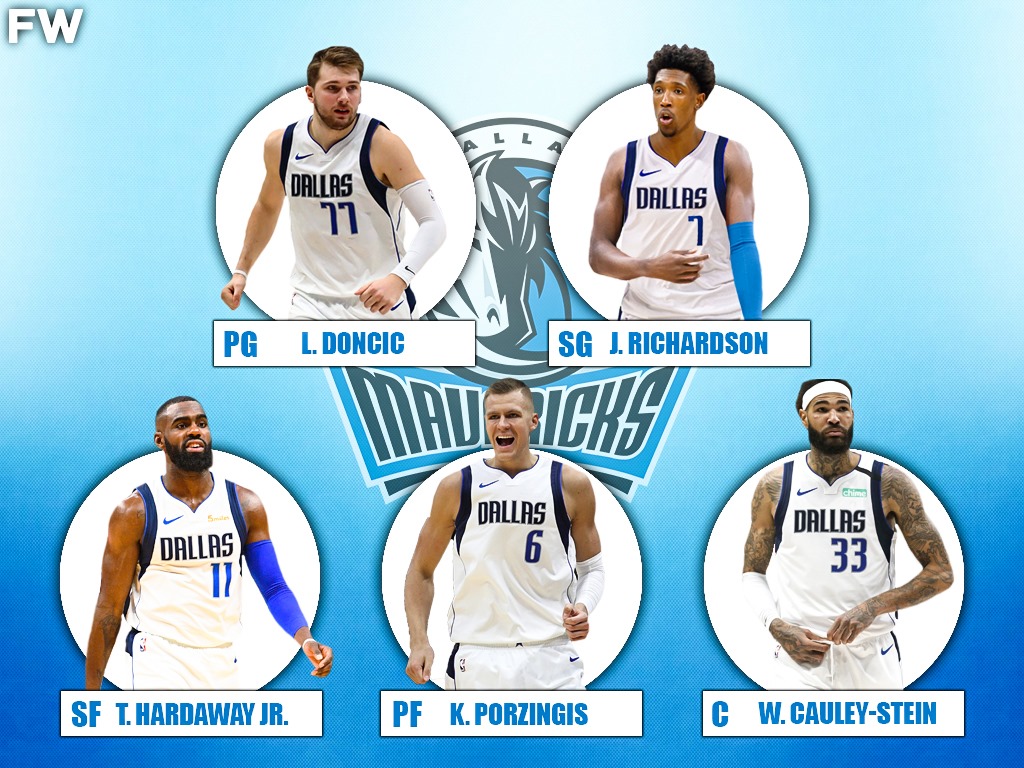 FW
DALLAS
77
DALLAS
7
PG L. DONCIC
SG J. RICHARDSON
DALLAS
11
DALLAS
6
chime
DALLAS
33
SF T. HARDAWAY JR.
PF K. PORZINGIS
C W. CAULEY-STEIN